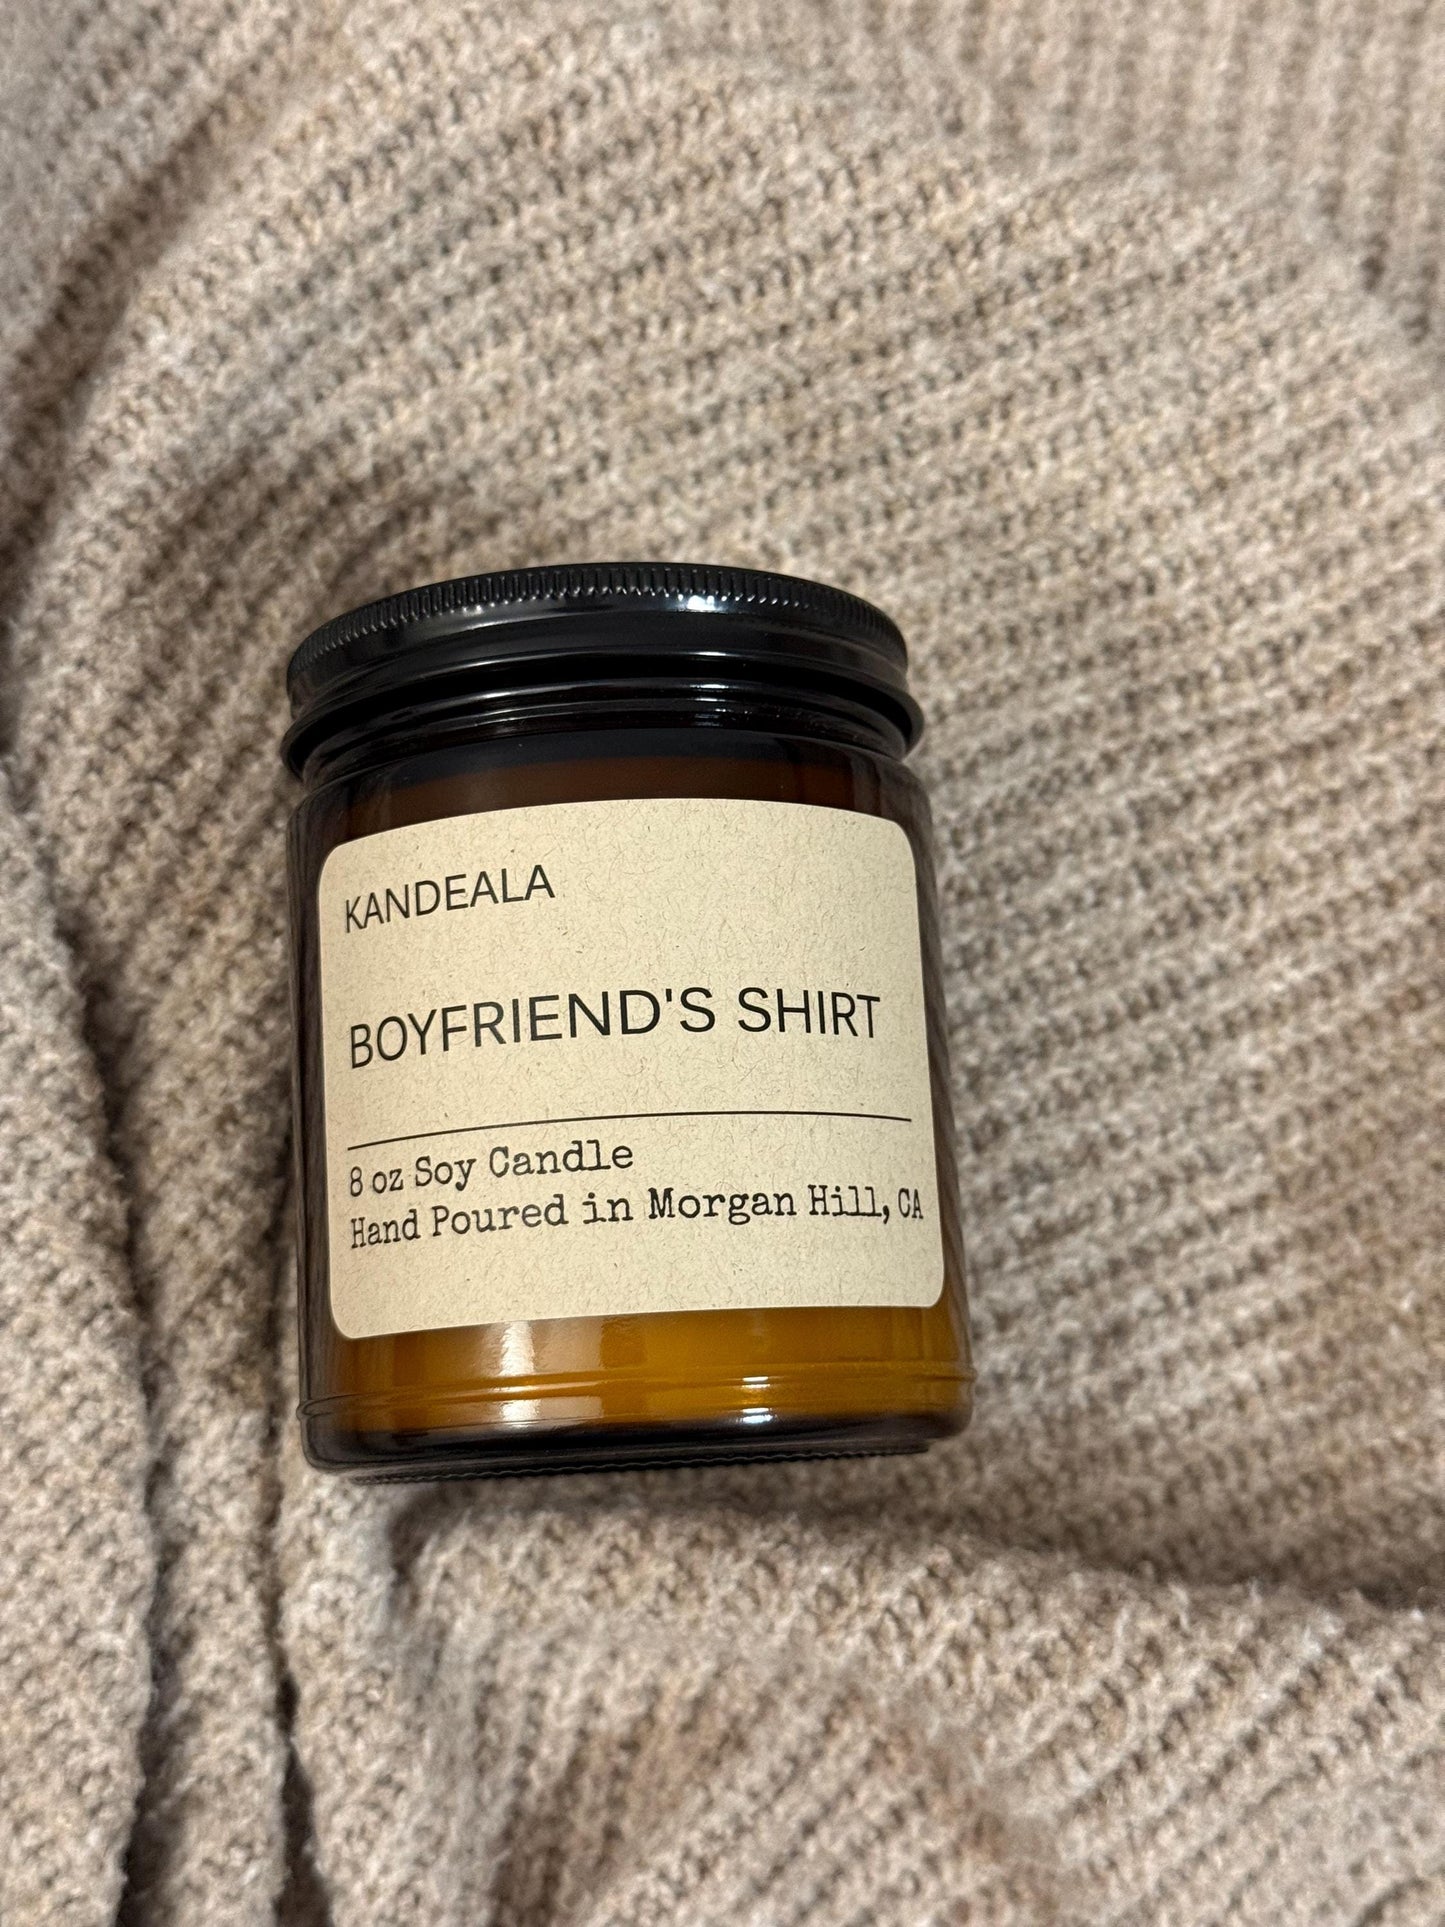 KANDEALA
BOYFRIEND'S SHIRT
8 oz Soy Candle
Hand Poured in Morgan Hill, CA